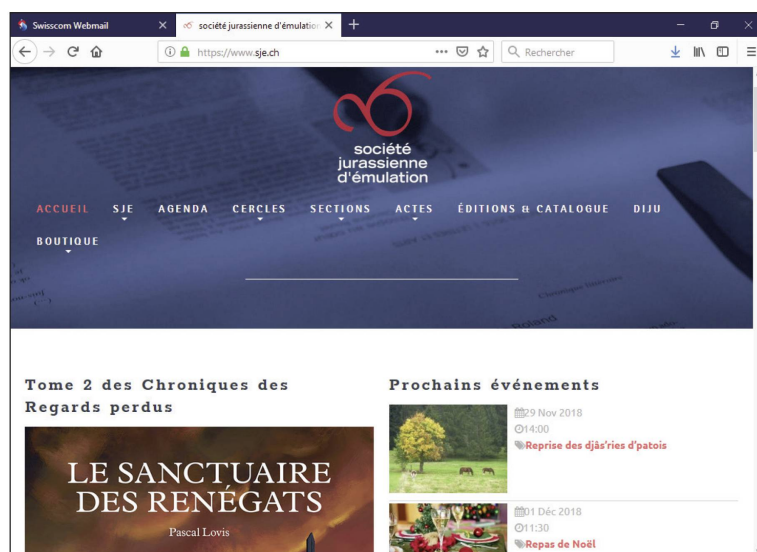 Swisscom Webmail
société jurassienne d'émulation
https://www.sje.ch
Rechercher
société
jurassienne
d'émulation
ACCUEIL SJE AGENDA CERCLES SECTIONS ACTES ÉDITIONS & CATALOGUE DIJU
BOUTIQUE
Roland
Tome 2 des Chroniques des
Regards perdus
LE SANCTUAIRE
DES RENÉGATS
Pascal Lovis
Prochains événements
29 Nov 2018
14:00
Reprise des djâs'ries d'patois
01 Déc 2018
11:30
Repas de Noël